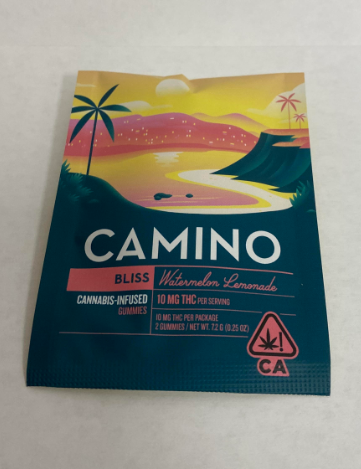 CAMINO
BLISS Watermelon Lemonade
CANNABIS-INFUSED 10 MG THC PER SERVING
GUMMIES
10 MG THC PER PACKAGE
2 GUMMIES / NET WT. 7.2 G (0.25 OZ)
!
CA